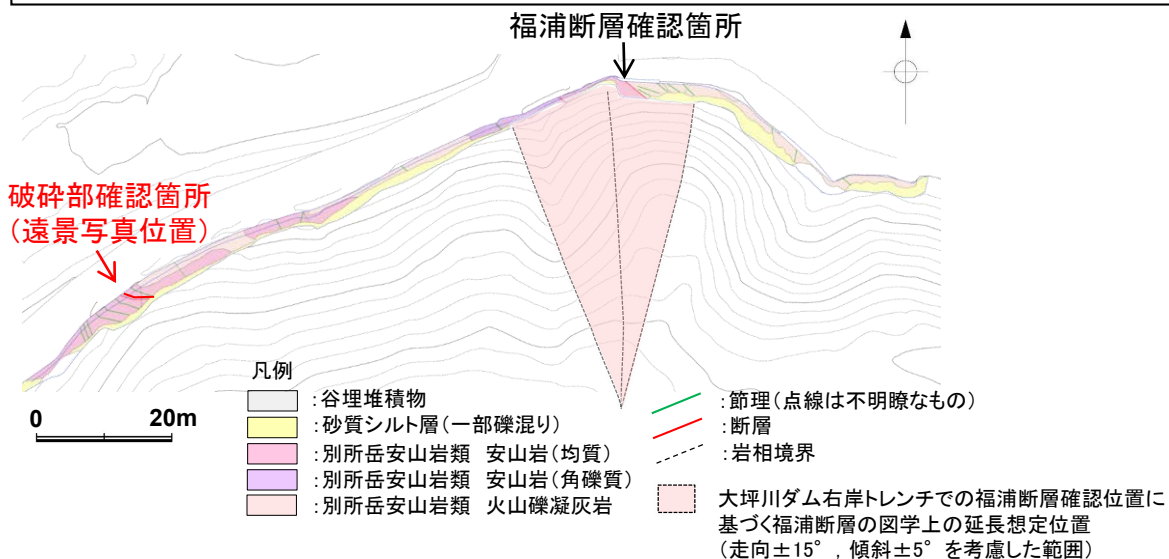 福浦断層確認箇所
破砕部確認箇所
(遠景写真位置)
0 20m
凡例
:谷埋堆積物
:砂質シルト層(一部礫混り)
:別所岳安山岩類 安山岩(均質)
:別所岳安山岩類 安山岩(角礫質)
:別所岳安山岩類 火山礫凝灰岩
:節理(点線は不明瞭なもの)
:断層
:岩相境界
大坪川ダム右岸トレンチでの福浦断層確認位置に
基づく福浦断層の図学上の延長想定位置
(走向±15°,傾斜±5°を考慮した範囲)